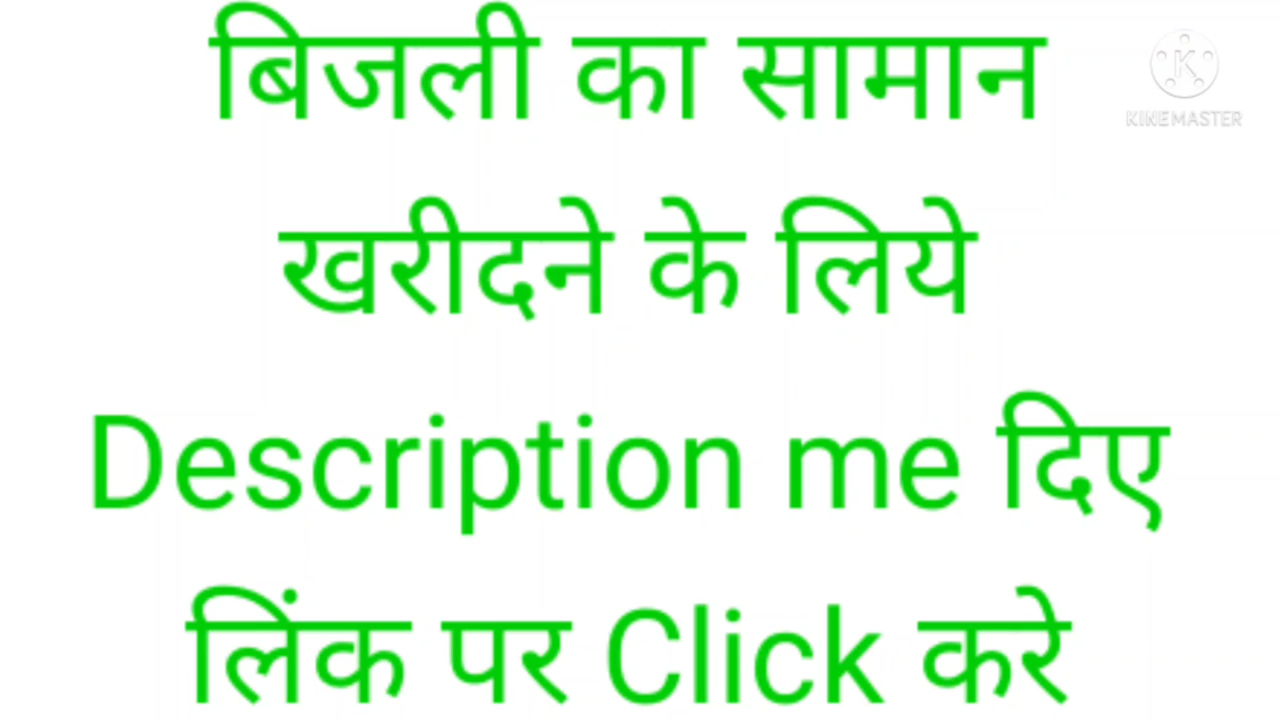 बिजली का सामान
K
KINEMASTER
खरीदने के लिये
Description me दिए
लिंक पर Click करे